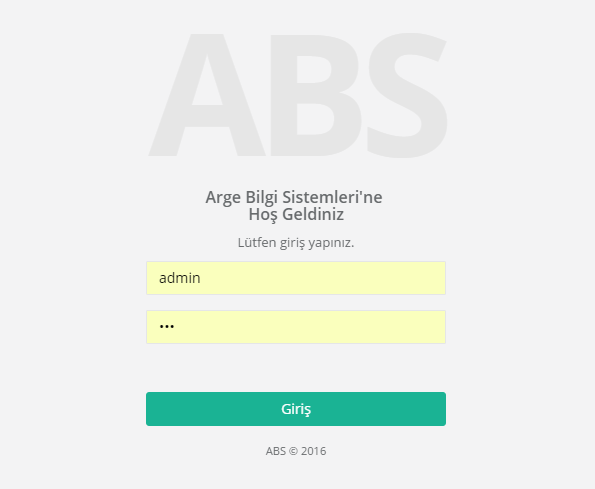 ABS
Arge Bilgi Sistemleri'ne
Hoş Geldiniz
Lütfen giriş yapınız.
admin
•••
Giriş
ABS © 2016